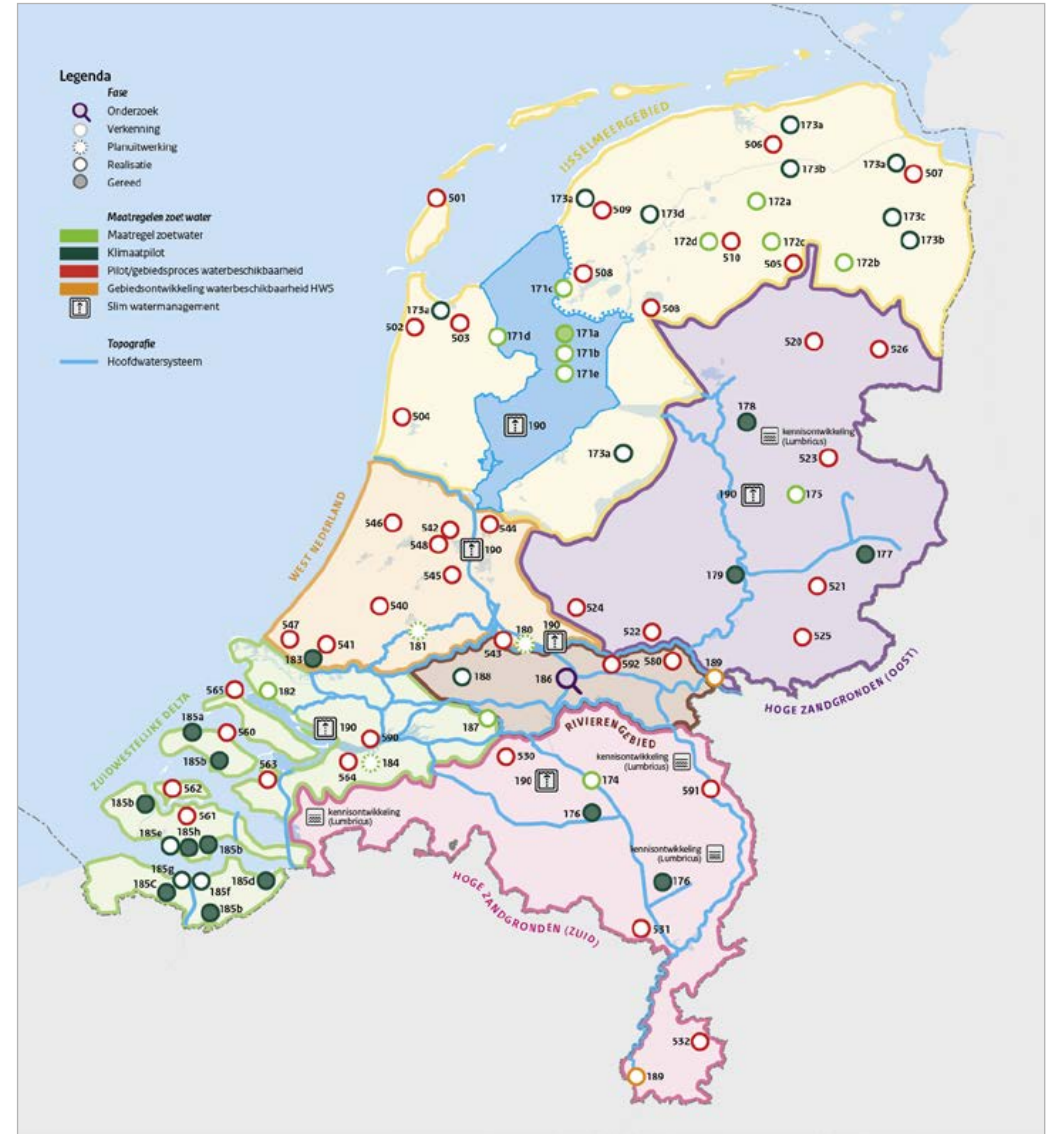 Legenda
Fase
Onderzoek
Verkenning
Planuitwerking
Realisatie
Gereed
Maatregelen zoet water
Maatregel zoetwater
Klimaatpilot
Pilot/gebiedsproces waterbeschikbaarheid
Gebiedsontwikkeling waterbeschikbaarheid HWS
Slim watermanagement
Topografie
Hoofdwatersysteem
IJSSELMEERGEBIED
173a
506
173b
173a
507
501
173a
509
173d
172a
173c
172d
510
172c
173b
505
172b
508
171c
173a
502
503
171d
503
171a
171b
171e
520
526
504
190
178
kennisontwikkeling
(Lumbricus)
523
173a
190
175
WEST NEDERLAND
546
542
544
548
190
545
177
179
521
540
524
547
541
181
543
180
190
522
525
183
592
580
189
188
186
HOGE ZANDGRONDEN (OOST)
565
182
185a
560
190
590
187
RIVIERENGEBIED
ZUIDWESTELIJKE DELTA
185b
563
564
184
530
190
174
kennisontwikkeling
(Lumbricus)
591
562
185b
561
176
kennisontwikkeling
(Lumbricus)
185e
185h
185b
kennisontwikkeling
(Lumbricus)
185g
185C
185f
185d
185b
176
HOGE ZANDGRONDEN (ZUID)
531
532
189